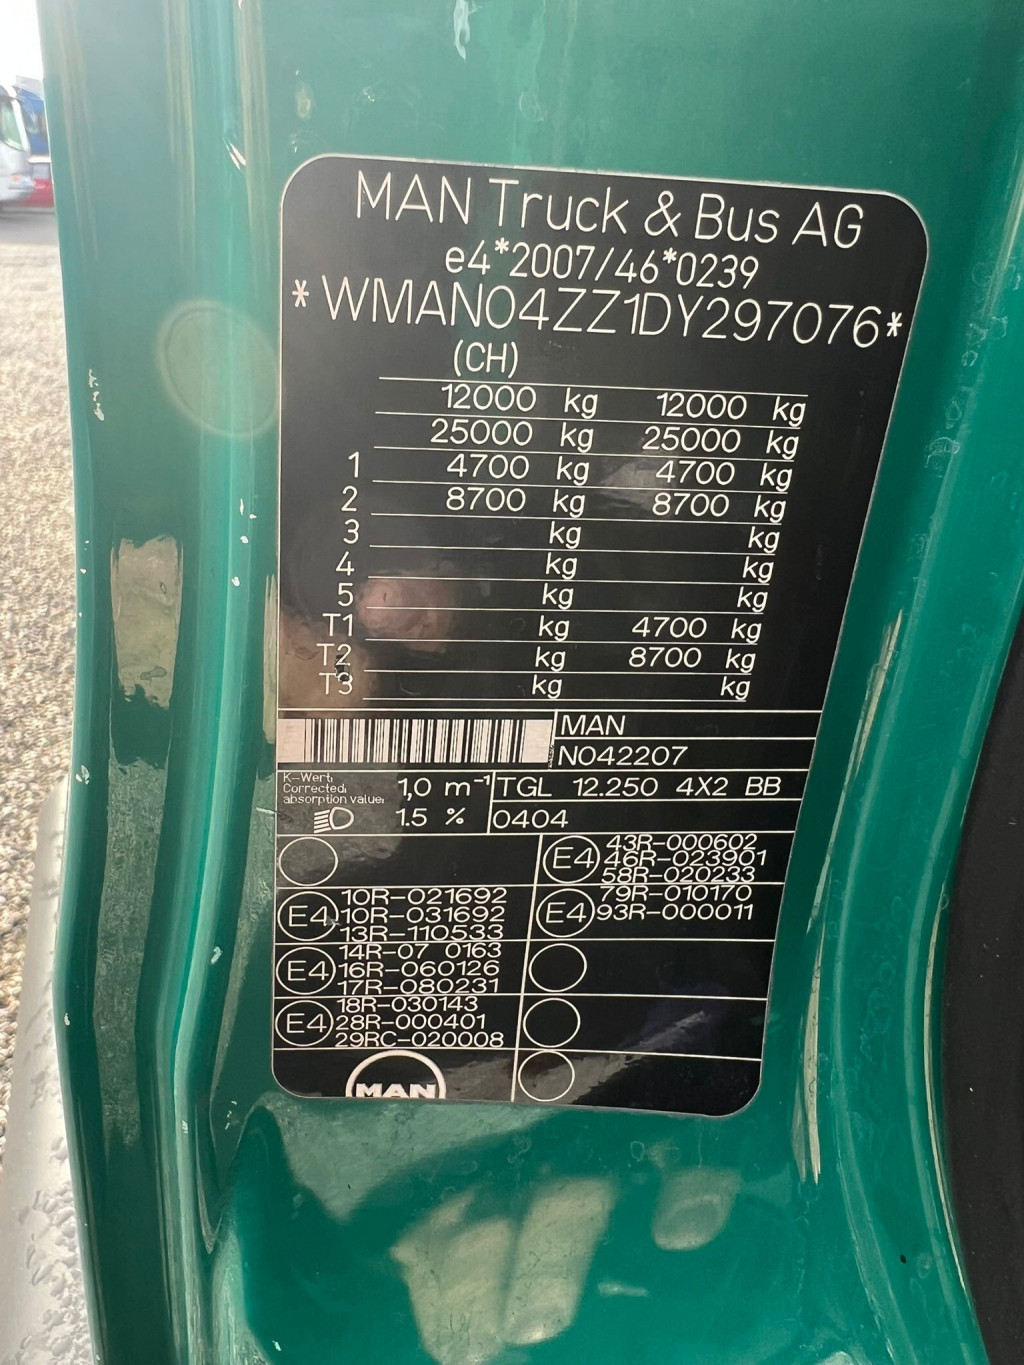 MAN Truck & Bus AG
e4*2007/46*0239
*WMAN04ZZ1DY297076*
(CH)
12000 kg 12000 kg
25000 kg 25000 kg
1 4700 kg 4700 kg
2 8700 kg 8700 kg
3 kg kg
4 kg kg
5 kg kg
T1 kg 4700 kg
T2 kg 8700 kg
T3 kg kg
MAN
N042207
K-Wert:
Corrected
absorption value:
1,0 m⁻¹
1.5 %
TGL 12.250 4X2 BB
0404
E4
43R-000602
46R-023901
58R-020233
E4
10R-021692
10R-031692
13R-110533
E4
79R-010170
93R-000011
E4
14R-07 0163
16R-060126
17R-080231
E4
18R-030143
28R-000401
29RC-020008
MAN